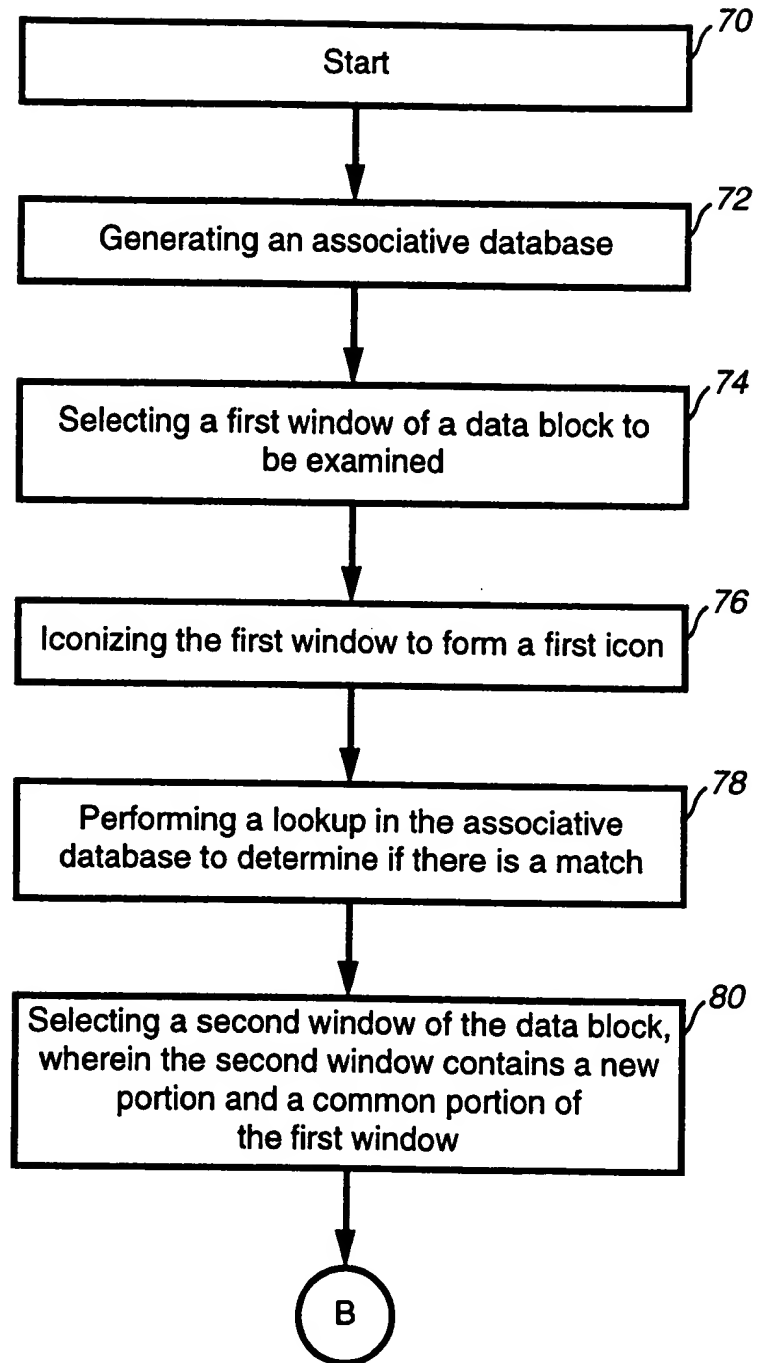 70
Start
72
Generating an associative database
74
Selecting a first window of a data block to
be examined
76
Iconizing the first window to form a first icon
78
Performing a lookup in the associative
database to determine if there is a match
80
Selecting a second window of the data block,
wherein the second window contains a new
portion and a common portion of
the first window
B